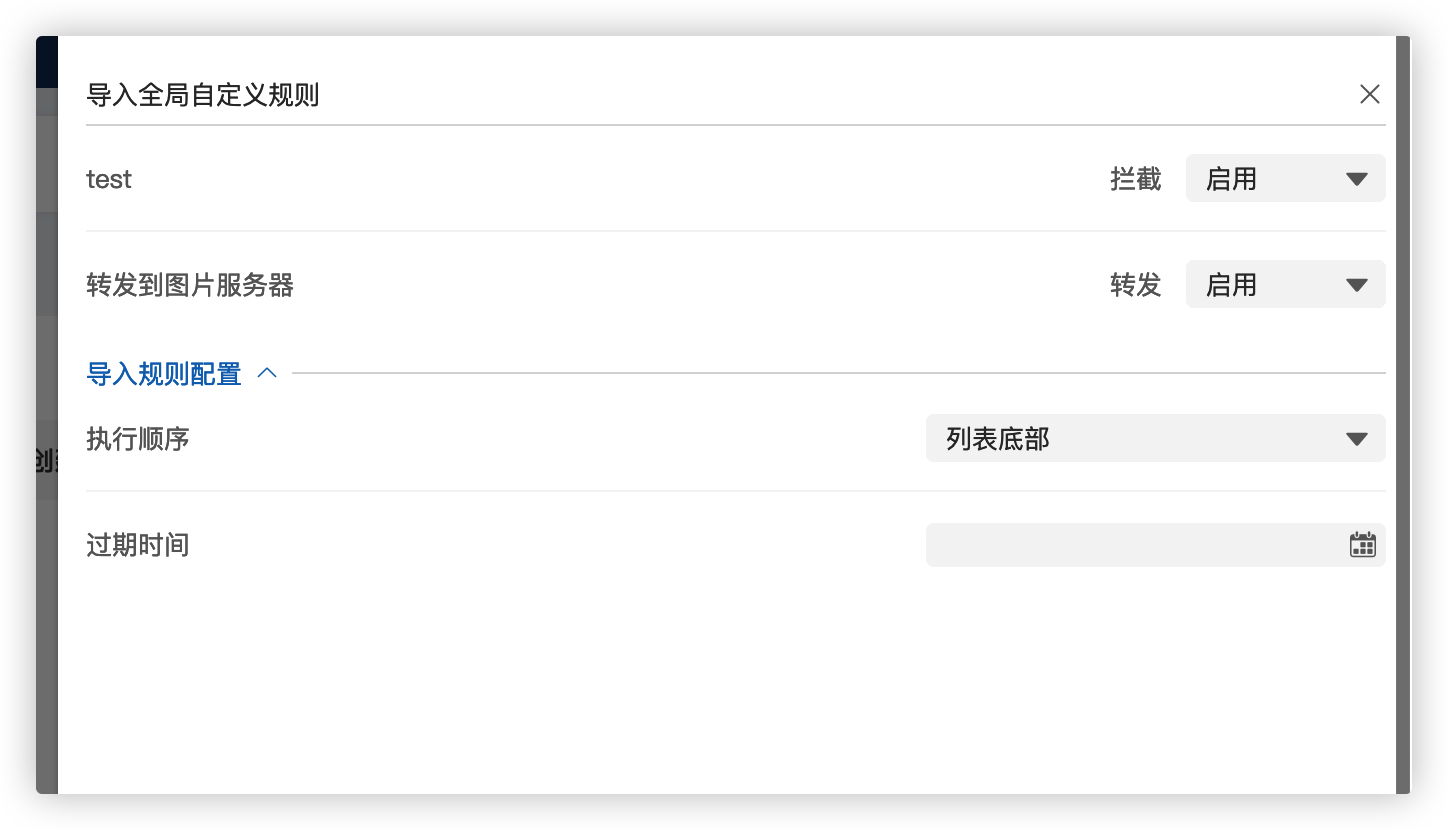 导入全局自定义规则
test 拦截 启用
转发到图片服务器 转发 启用
导入规则配置
执行顺序 列表底部
过期时间
创